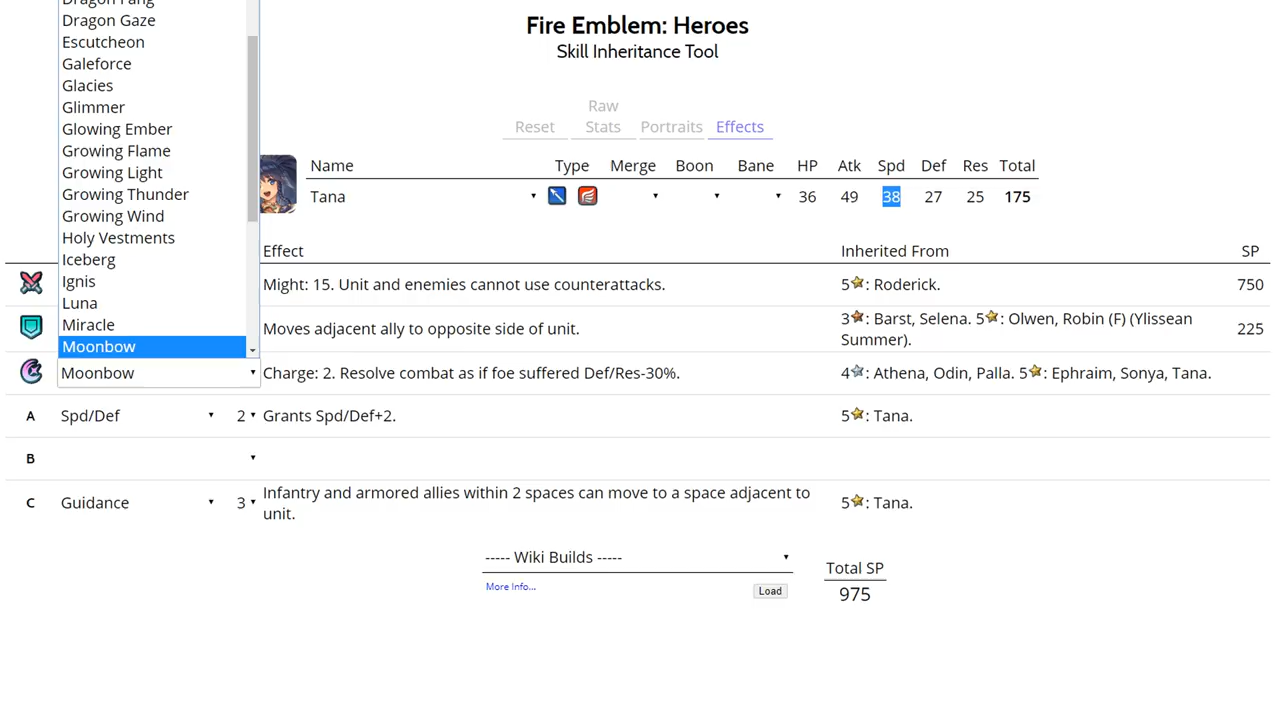 Dragon Fang
Dragon Gaze
Escutcheon
Galeforce
Glacies
Glimmer
Glowing Ember
Growing Flame
Growing Light
Growing Thunder
Growing Wind
Holy Vestments
Iceberg
Ignis
Luna
Miracle
Moonbow
Fire Emblem: Heroes
Skill Inheritance Tool
Reset Raw Stats Portraits Effects
Name Type Merge Boon Bane HP Atk Spd Def Res Total
Tana 36 49 38 27 25 175
Effect Inherited From SP
Might: 15. Unit and enemies cannot use counterattacks. 5: Roderick. 750
Moves adjacent ally to opposite side of unit. 3: Barst, Selena. 5: Olwen, Robin (F) (Ylissean
Summer). 225
Moonbow Charge: 2. Resolve combat as if foe suffered Def/Res-30%. 4: Athena, Odin, Palla. 5: Ephraim, Sonya, Tana.
A Spd/Def 2 Grants Spd/Def+2. 5: Tana.
B
C Guidance 3 Infantry and armored allies within 2 spaces can move to a space adjacent to
unit. 5: Tana.
----- Wiki Builds -----
More Info... Load
Total SP
975